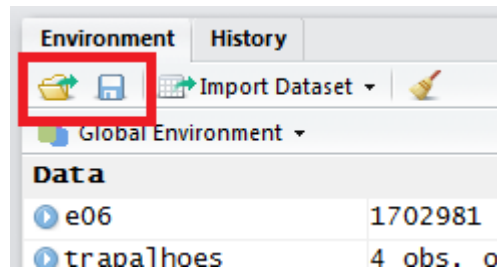 Environment History
Import Dataset
Global Environment
Data
e06 1702981
trapalhoes 4 obs. o